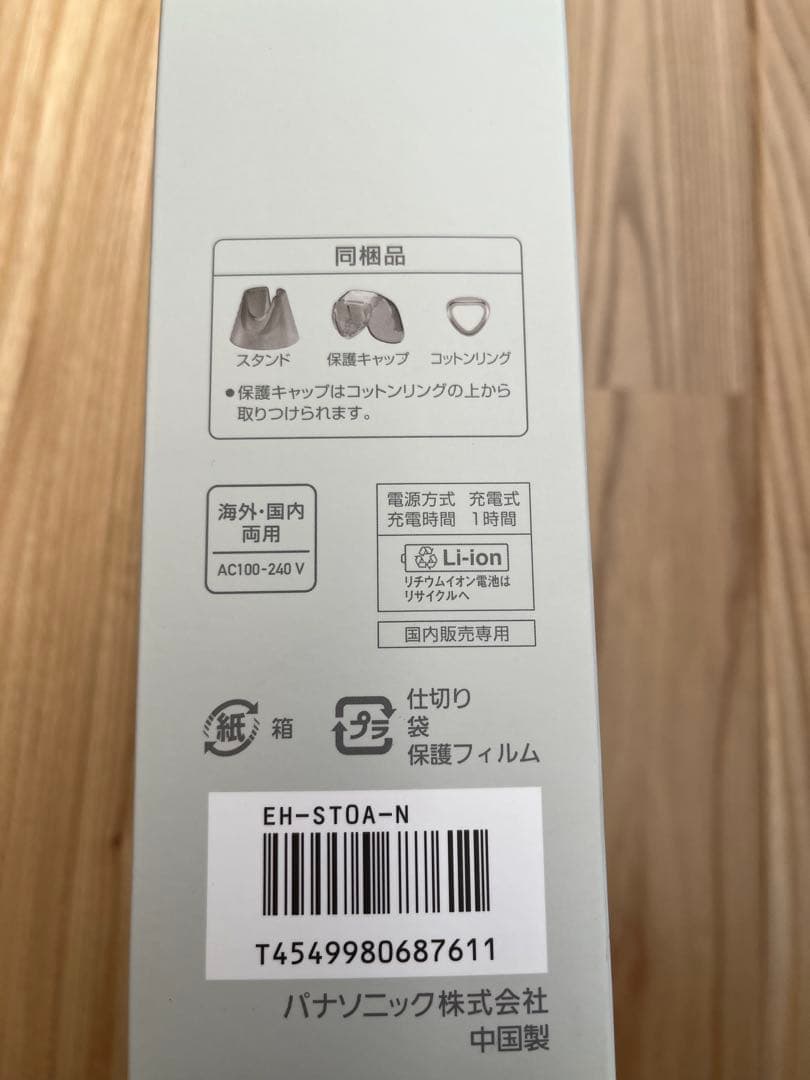 同梱品
スタンド 保護キャップ コットンリング
●保護キャップはコットンリングの上から
取りつけられます。
海外・国内
両用
AC100-240 V
電源方式 充電式
充電時間 1時間
Li-ion
リチウムイオン電池は
リサイクルへ
国内販売専用
紙 箱
プラ
仕切り
袋
保護フィルム
EH-ST0A-N
T4549980687611
パナソニック株式会社
中国製